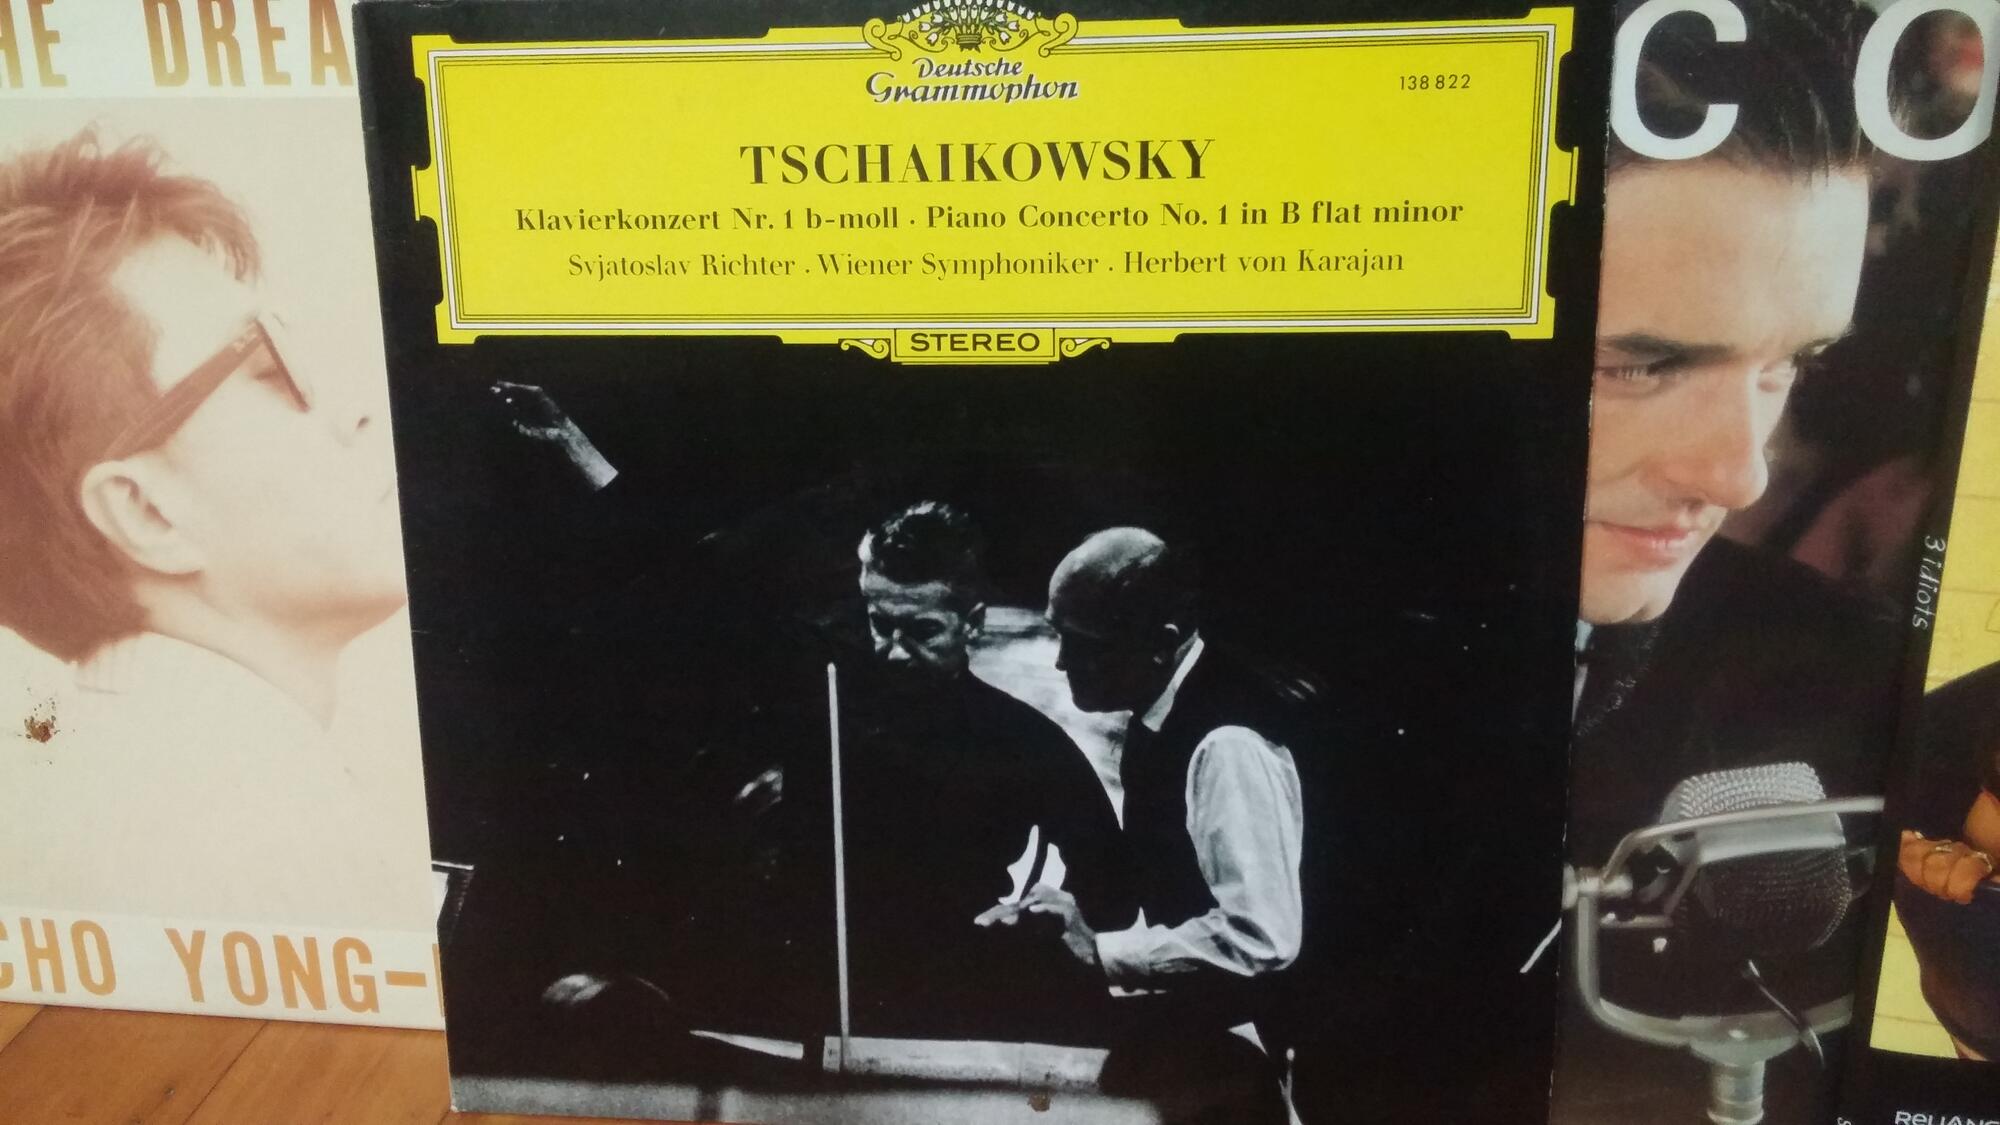 HE DREA
CHO YONG-
Deutsche
Grammophon
138 822
TSCHAIKOWSKY
Klavierkonzert Nr. 1 b-moll · Piano Concerto No. 1 in B flat minor
Svjatoslav Richter · Wiener Symphoniker · Herbert von Karajan
STEREO
C O
3 idiots
RELIANC